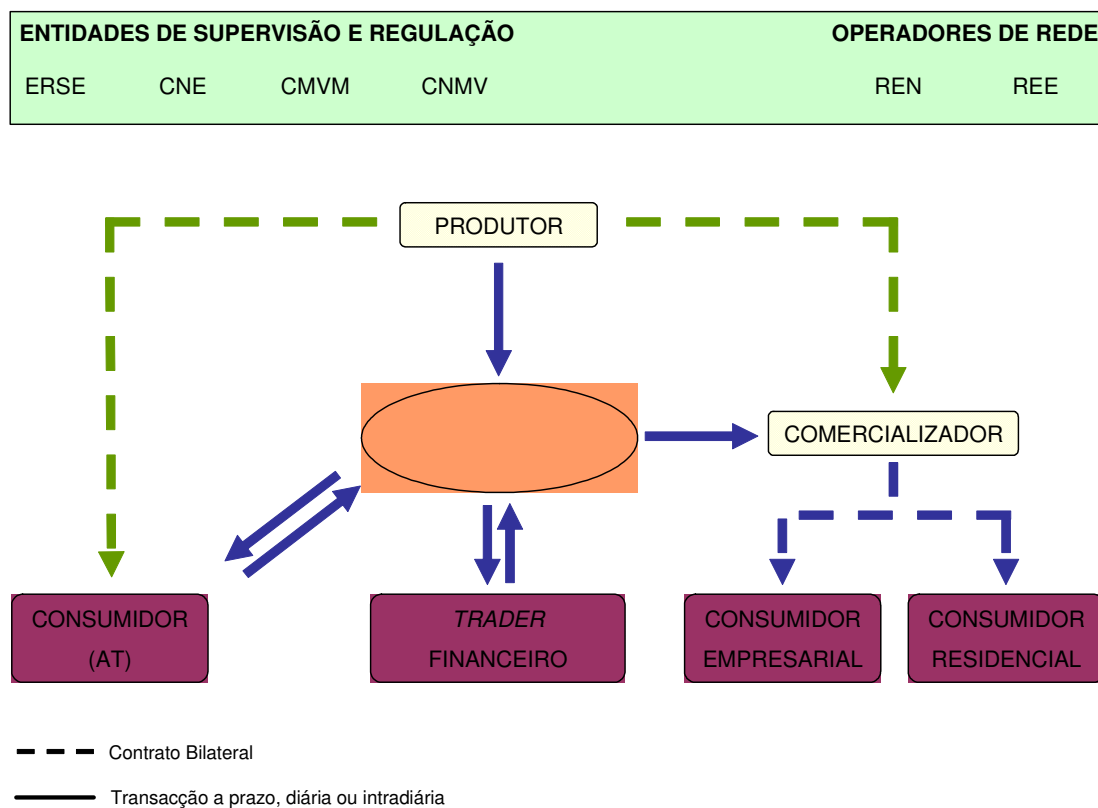 ENTIDADES DE SUPERVISÃO E REGULAÇÃO OPERADORES DE REDE
ERSE CNE CMVM CNMV REN REE
PRODUTOR
COMERCIALIZADOR
CONSUMIDOR
(AT)
TRADER
FINANCEIRO
CONSUMIDOR
EMPRESARIAL
CONSUMIDOR
RESIDENCIAL
Contrato Bilateral
Transacção a prazo, diária ou intradiária